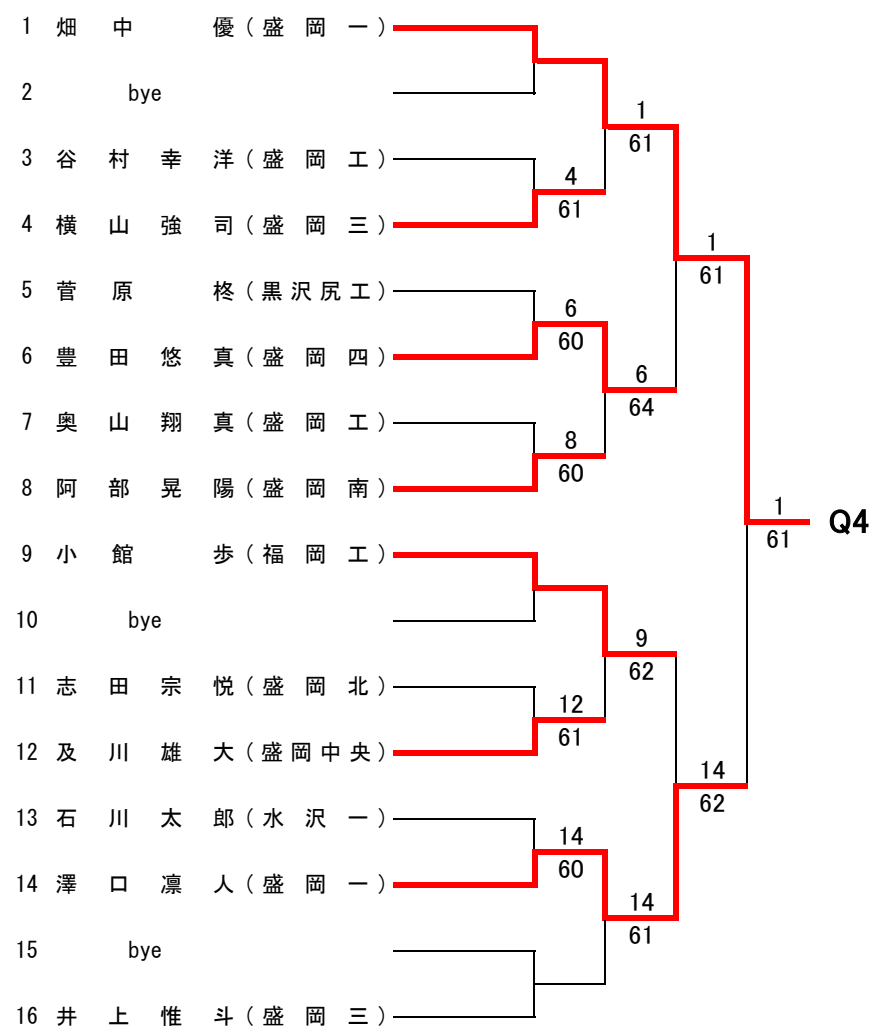 1 畑中 優(盛岡一)
2 bye
1
61
3 谷村幸洋(盛岡工)
4
61
4 横山強司(盛岡三)
1
61
5 菅原 柊(黒沢尻工)
6
60
6 豊田悠真(盛岡四)
6
64
7 奥山翔真(盛岡工)
8
60
8 阿部晃陽(盛岡南)
1
61
Q4
9 小館 歩(福岡工)
10 bye
9
62
11 志田宗悦(盛岡北)
12
61
12 及川雄大(盛岡中央)
14
62
13 石川太郎(水沢一)
14
60
14 澤口凛人(盛岡一)
14
61
15 bye
16 井上惟斗(盛岡三)